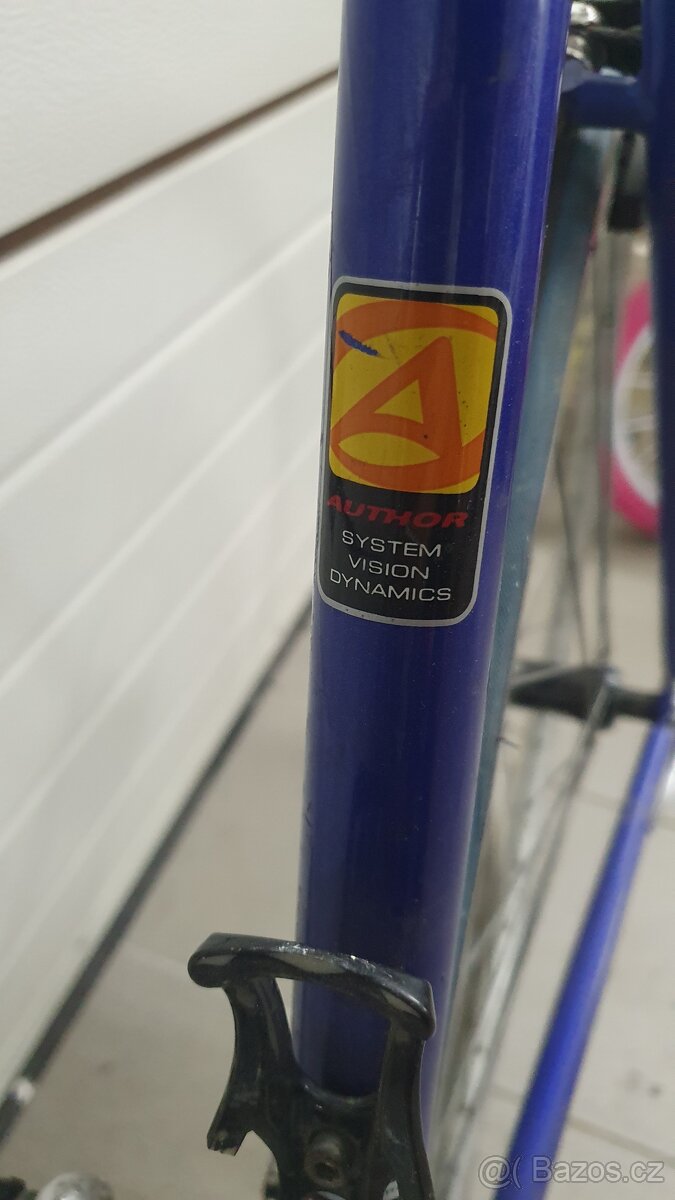 AUTHOR
SYSTEM
VISION
DYNAMICS
@( Bazos.cz